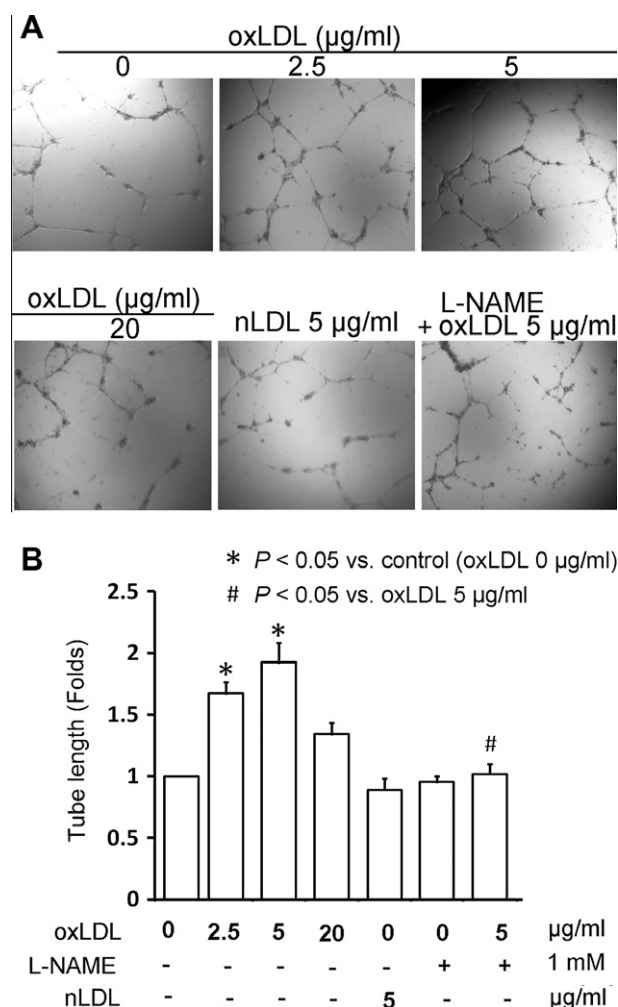 A
oxLDL (µg/ml)
0 2.5 5
oxLDL (µg/ml)
20
nLDL 5 µg/ml
L-NAME
+ oxLDL 5 µg/ml
B
* P < 0.05 vs. control (oxLDL 0 µg/ml)
# P < 0.05 vs. oxLDL 5 µg/ml
Tube length (Folds)
2.5
2
1.5
1
0.5
0
* *
#
oxLDL 0 2.5 5 20 0 0 5 µg/ml
L-NAME - - - - - + + 1 mM
nLDL - - - - 5 - - µg/ml